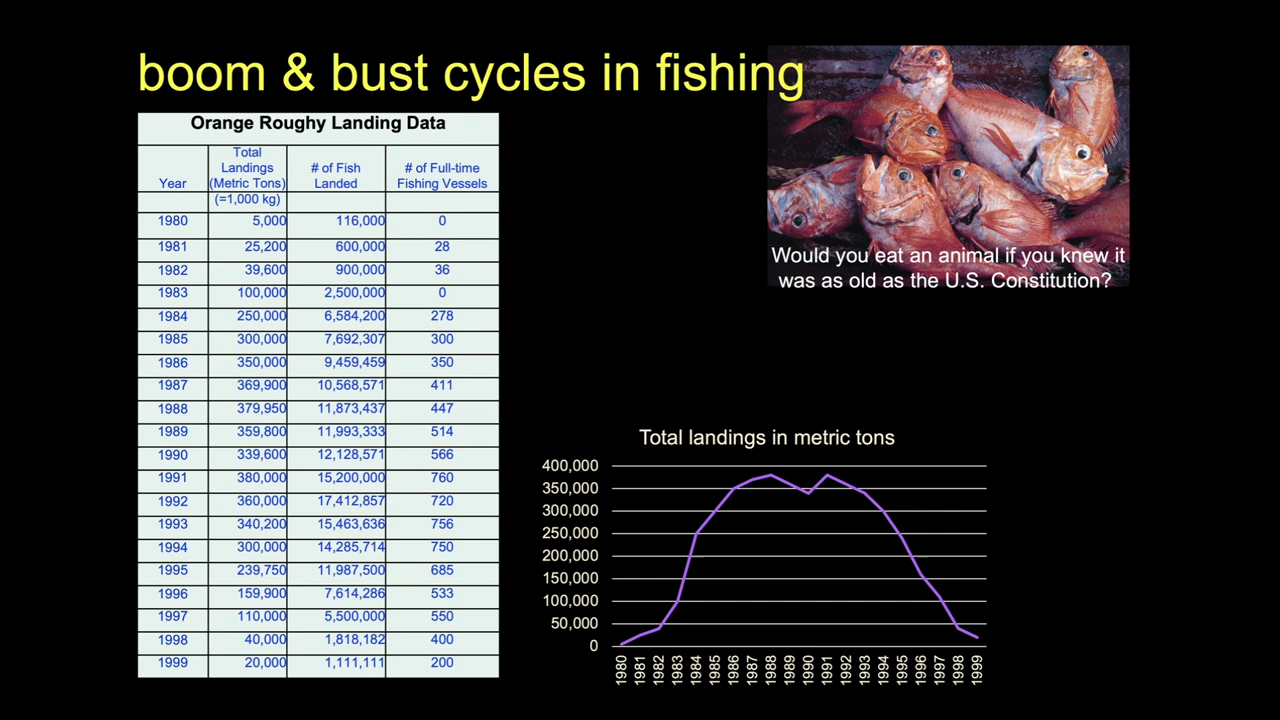 boom & bust cycles in fishing
Orange Roughy Landing Data
Year Total Landings (Metric Tons) # of Fish Landed # of Full-time Fishing Vessels
(=1,000 kg)
1980 5,000 116,000 0
1981 25,200 600,000 28
1982 39,600 900,000 36
1983 100,000 2,500,000 0
1984 250,000 6,584,200 278
1985 300,000 7,692,307 300
1986 350,000 9,459,459 350
1987 369,900 10,568,571 411
1988 379,950 11,873,437 447
1989 359,800 11,993,333 514
1990 339,600 12,128,571 566
1991 380,000 15,200,000 760
1992 360,000 17,412,857 720
1993 340,200 15,463,636 756
1994 300,000 14,285,714 750
1995 239,750 11,987,500 685
1996 159,900 7,614,286 533
1997 110,000 5,500,000 550
1998 40,000 1,818,182 400
1999 20,000 1,111,111 200
Would you eat an animal if you knew it
was as old as the U.S. Constitution?
Total landings in metric tons
400,000
350,000
300,000
250,000
200,000
150,000
100,000
50,000
0
1980 1981 1982 1983 1984 1985 1986 1987 1988 1989 1990 1991 1992 1993 1994 1995 1996 1997 1998 1999